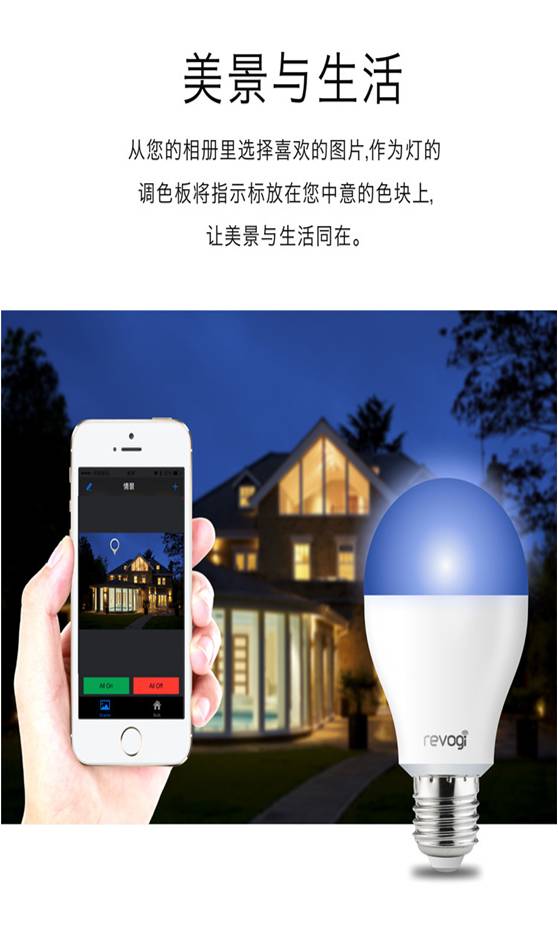 美景与生活
从您的相册里选择喜欢的图片,作为灯的
调色板将指示标放在您中意的色块上,
让美景与生活同在。
情景
All On
All Off
revogi